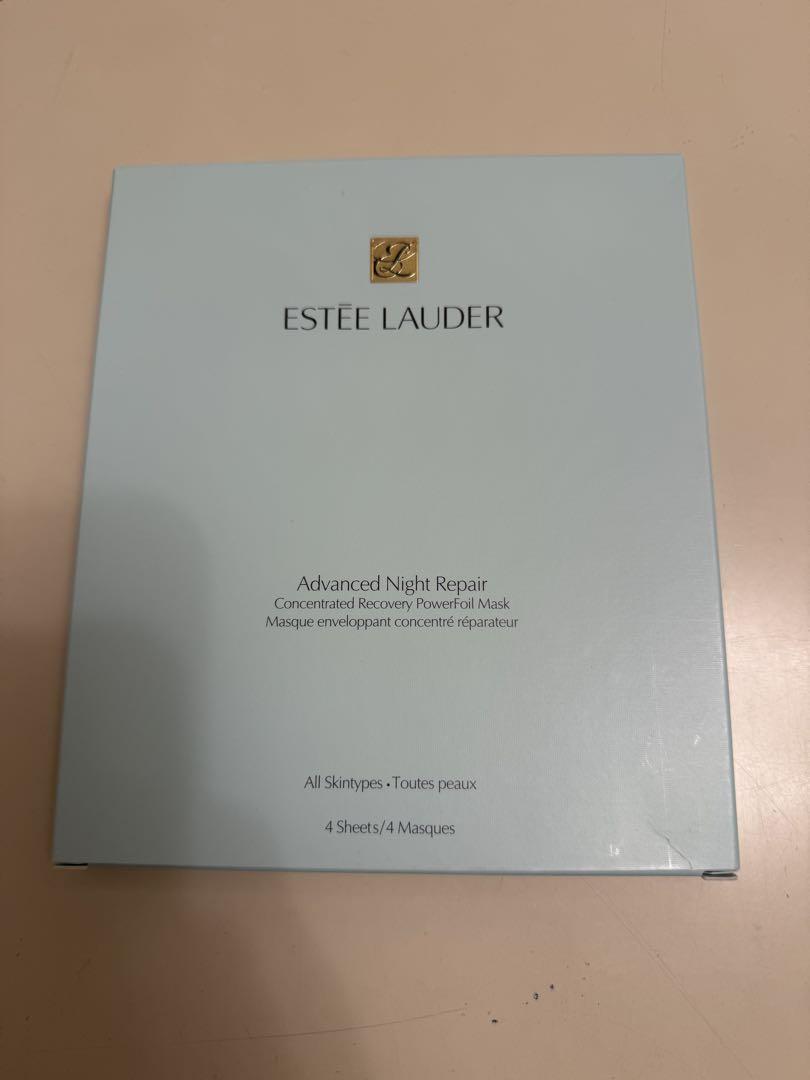 ESTĒE LAUDER
Advanced Night Repair
Concentrated Recovery PowerFoil Mask
Masque enveloppant concentré réparateur
All Skintypes • Toutes peaux
4 Sheets/4 Masques